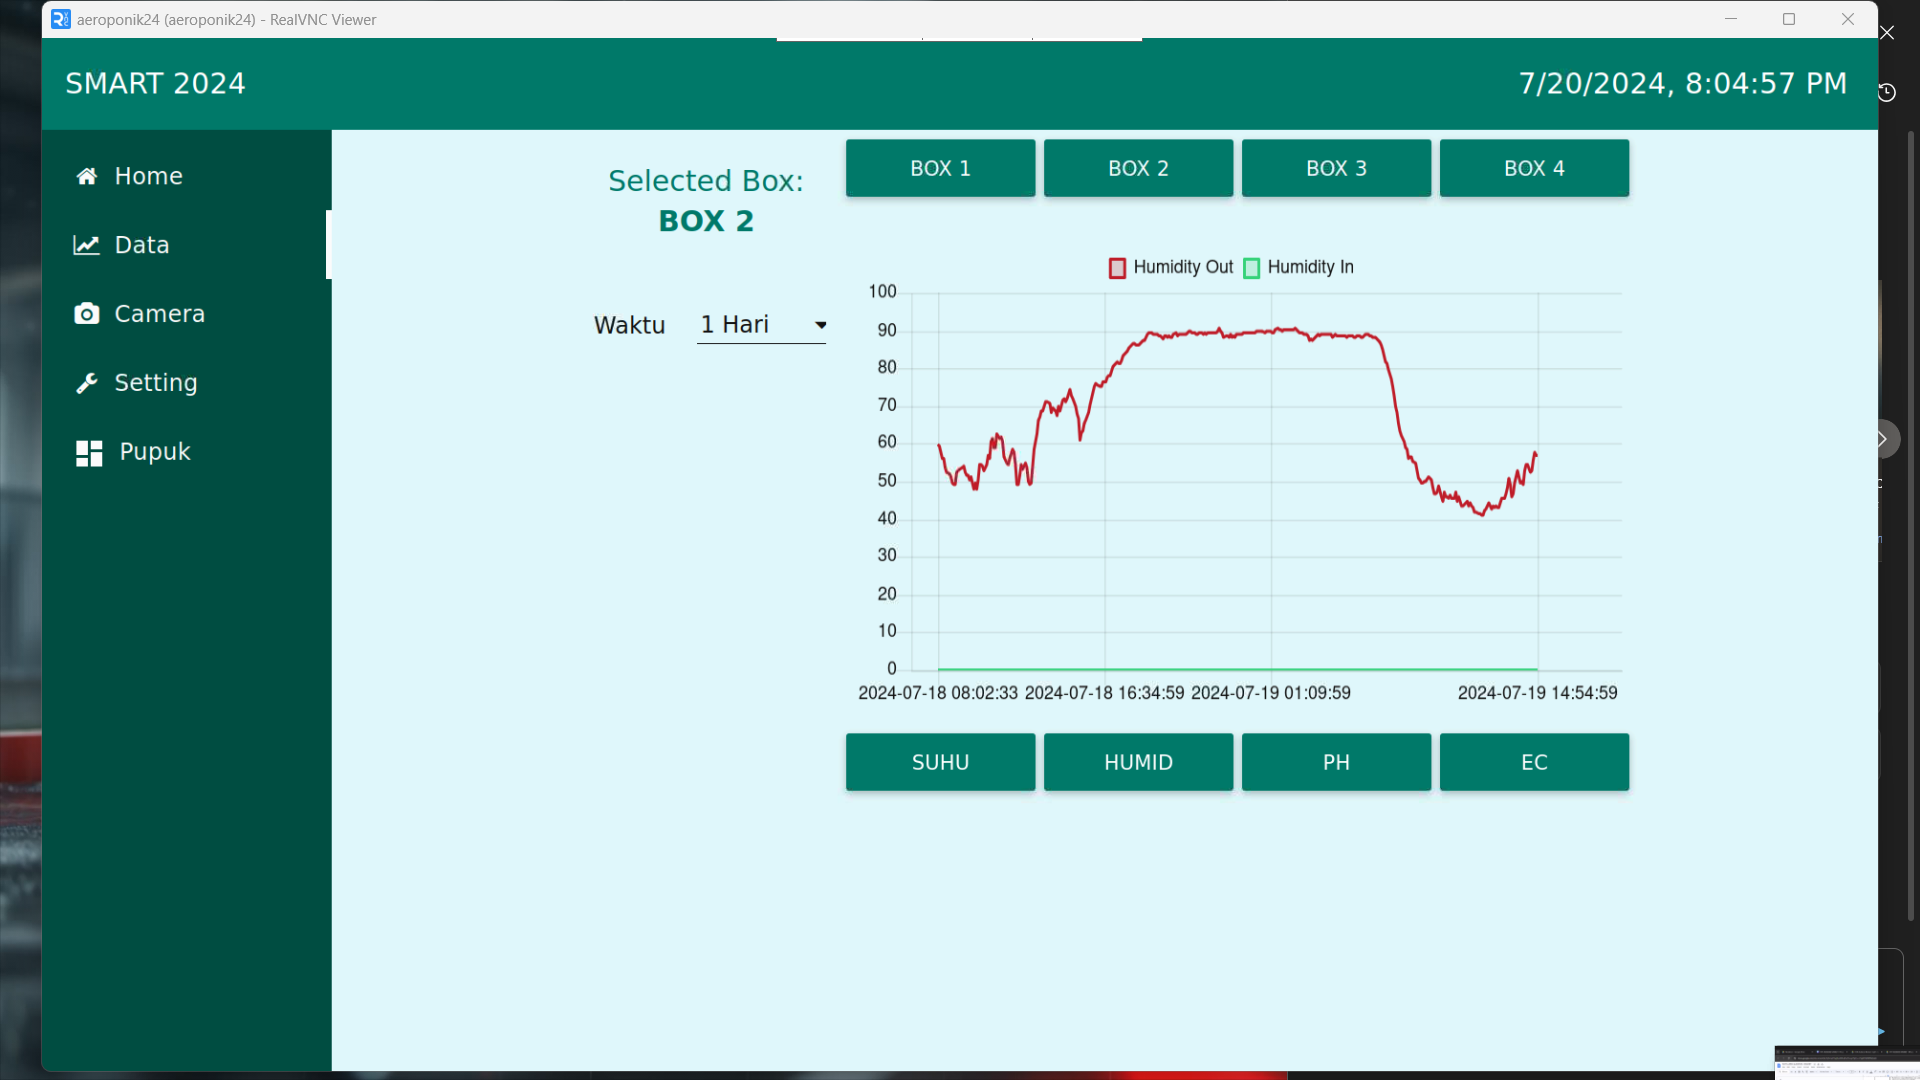 aeroponik24 (aeroponik24) - RealVNC Viewer
SMART 2024
7/20/2024, 8:04:57 PM
Home
Data
Camera
Setting
Pupuk
Selected Box:
BOX 2
Waktu
1 Hari
BOX 1
BOX 2
BOX 3
BOX 4
Humidity Out
Humidity In
100
90
80
70
60
50
40
30
20
10
0
2024-07-18 08:02:33
2024-07-18 16:34:59
2024-07-19 01:09:59
2024-07-19 14:54:59
SUHU
HUMID
PH
EC